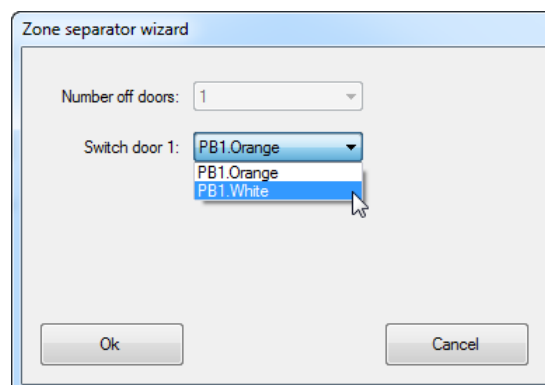 Zone separator wizard
Number off doors: 1
Switch door 1: PB1.Orange
PB1.Orange
PB1.White
Ok Cancel